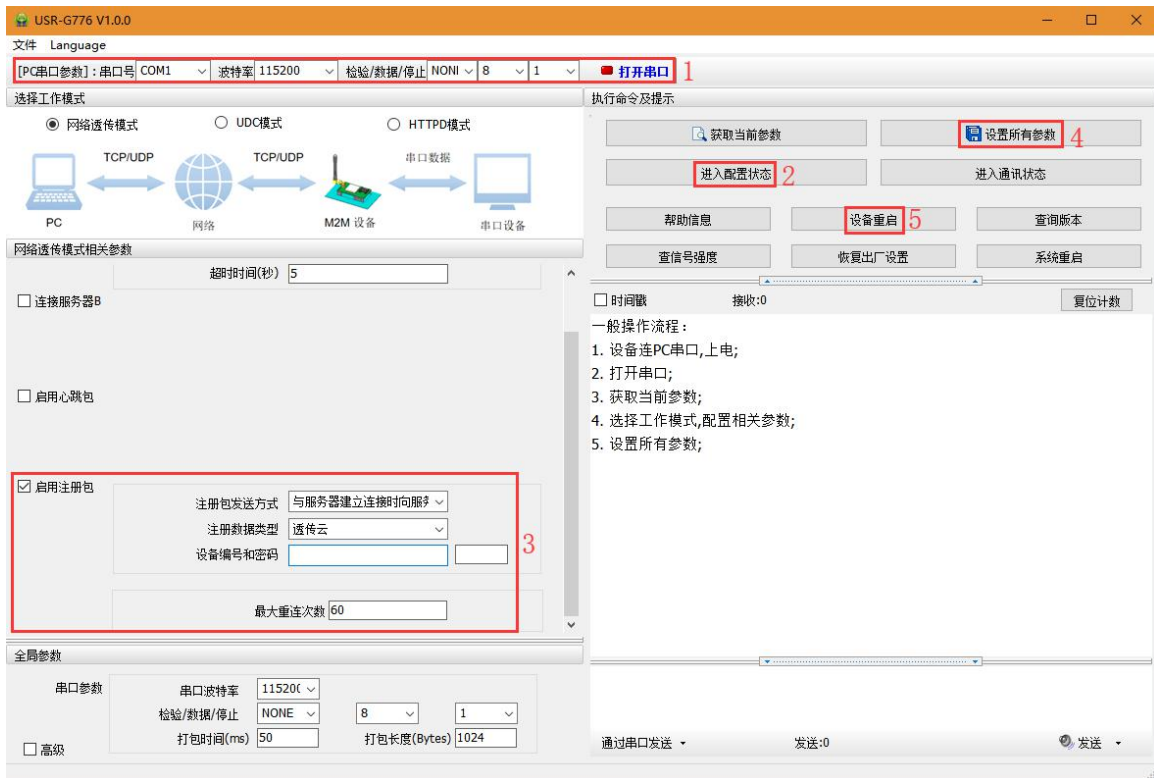 USR-G776 V1.0.0
文件 Language
[PC串口参数]：串口号 COM1 波特率 115200 检验/数据/停止 NONI 8 1 打开串口 1
选择工作模式
网络透传模式 UDC模式 HTTPD模式
TCP/UDP TCP/UDP 串口数据
PC 网络 M2M 设备 串口设备
网络透传模式相关参数
超时时间(秒) 5
连接服务器B
启用心跳包
启用注册包
注册包发送方式 与服务器建立连接时向服务
注册数据类型 透传云
设备编号和密码
3
最大重连次数 60
全局参数
串口参数 串口波特率 11520(
检验/数据/停止 NONE 8 1
打包时间(ms) 50 打包长度(Bytes) 1024
高级
执行命令及提示
获取当前参数 设置所有参数 4
进入配置状态 2 进入通讯状态
帮助信息 设备重启 5 查询版本
查信号强度 恢复出厂设置 系统重启
时间戳 接收:0 复位计数
一般操作流程：
1. 设备连PC串口,上电;
2. 打开串口;
3. 获取当前参数;
4. 选择工作模式,配置相关参数;
5. 设置所有参数;
通过串口发送 发送:0 发送